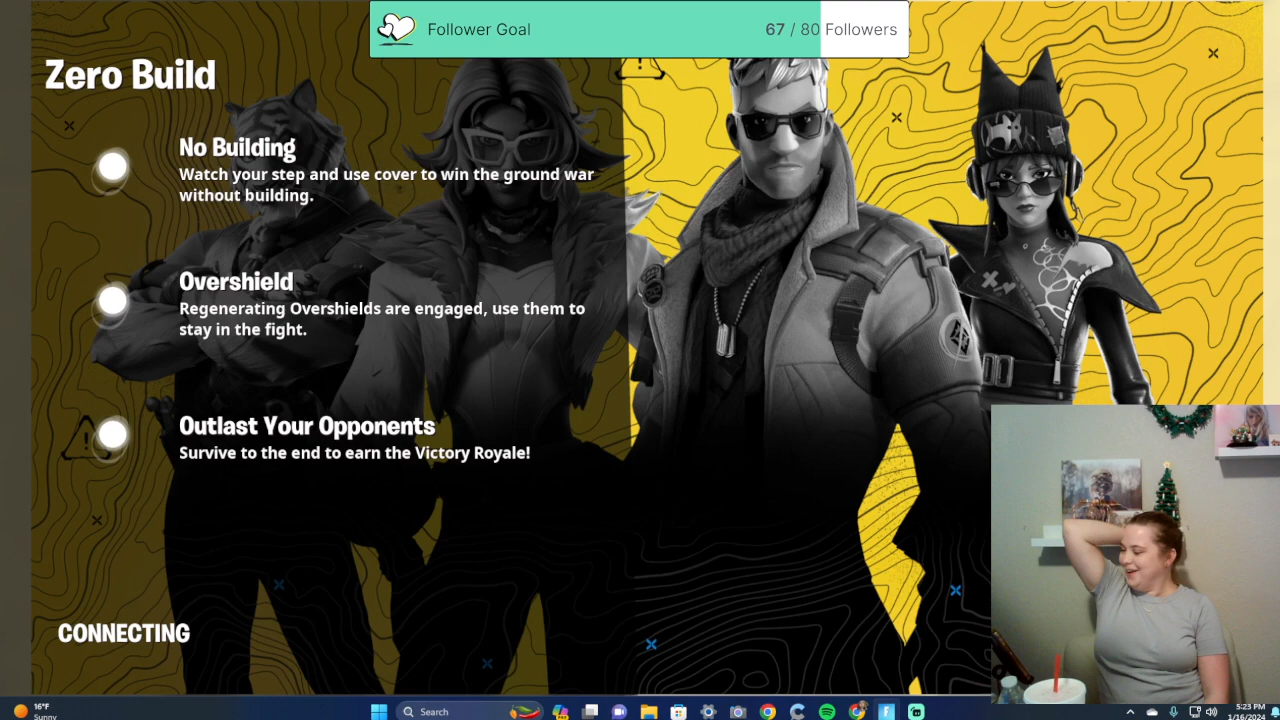 Follower Goal
67 / 80 Followers
Zero Build
No Building
Watch your step and use cover to win the ground war
without building.
Overshield
Regenerating Overshields are engaged, use them to
stay in the fight.
Outlast Your Opponents
Survive to the end to earn the Victory Royale!
CONNECTING
16°F
Sunny
Search
5:23 PM
1/16/2024